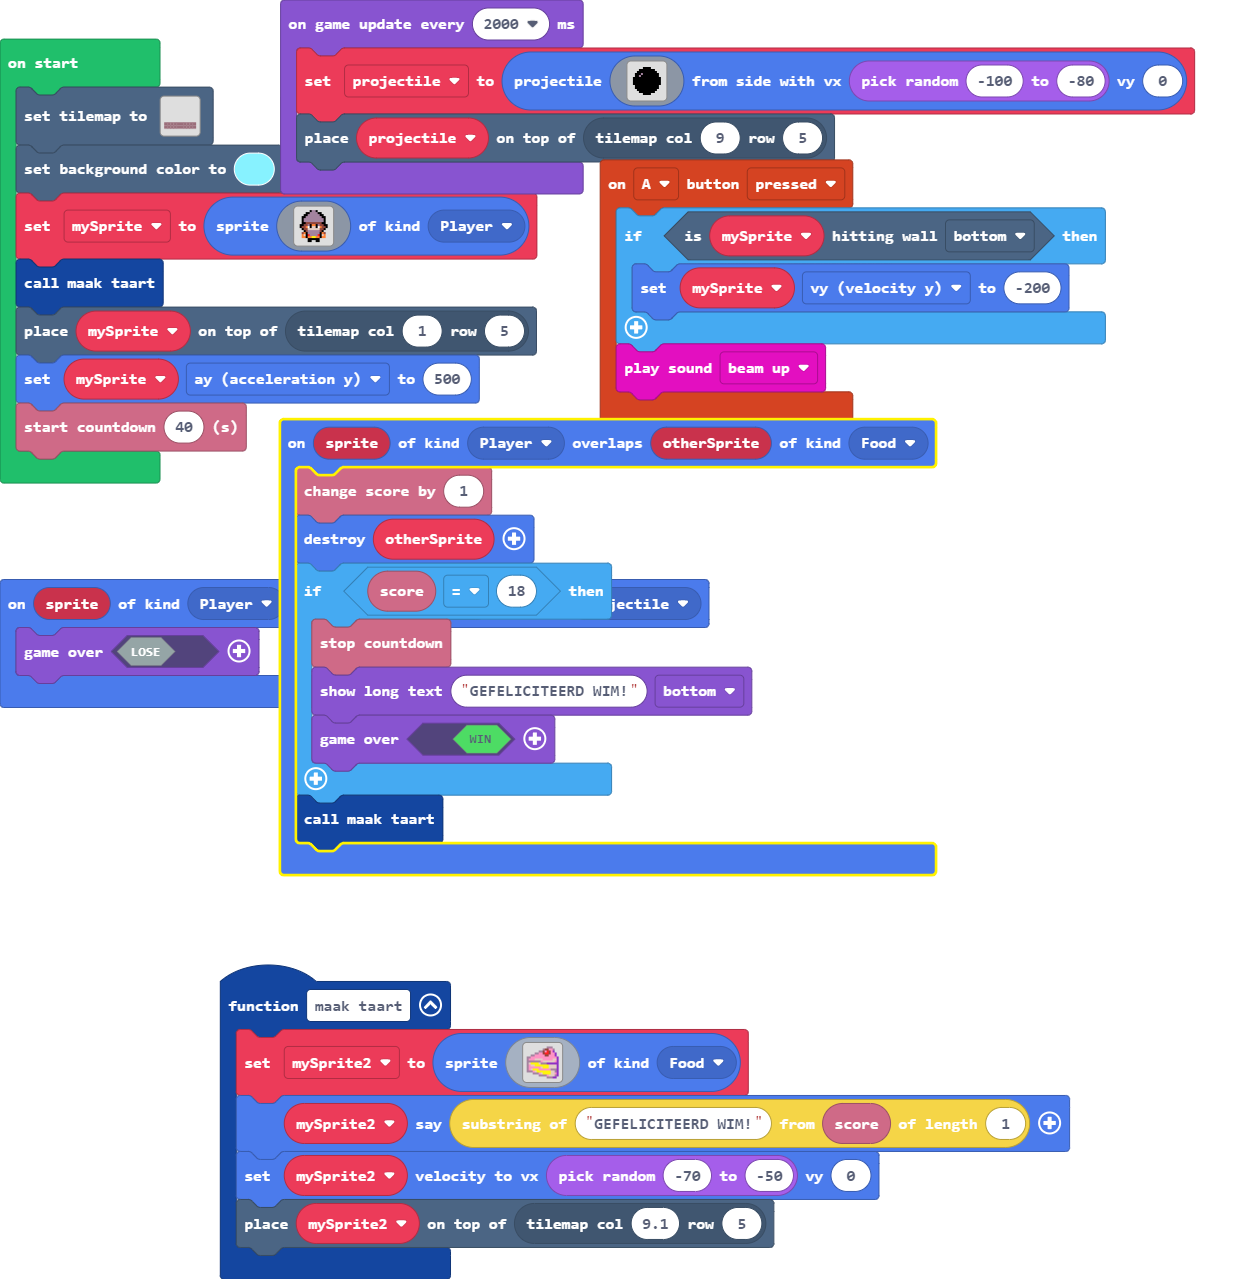 on game update every 2000 ms
set projectile to projectile from side with vx pick random -100 to -80 vy 0
place projectile on top of tilemap col 9 row 5
on start
set tilemap to
set background color to
set mySprite to sprite of kind Player
call maak taart
place mySprite on top of tilemap col 1 row 5
set mySprite ay (acceleration y) to 500
start countdown 40 (s)
on A button pressed
if is mySprite hitting wall bottom then
set mySprite vy (velocity y) to -200
play sound beam up
on sprite of kind Player overlaps otherSprite of kind Food
change score by 1
destroy otherSprite
if score = 18 then
stop countdown
show long text "GEFELICITEERD WIM!" bottom
game over WIN
call maak taart
on sprite of kind Player jectile
game over LOSE
function maak taart
set mySprite2 to sprite of kind Food
mySprite2 say substring of "GEFELICITEERD WIM!" from score of length 1
set mySprite2 velocity to vx pick random -70 to -50 vy 0
place mySprite2 on top of tilemap col 9.1 row 5